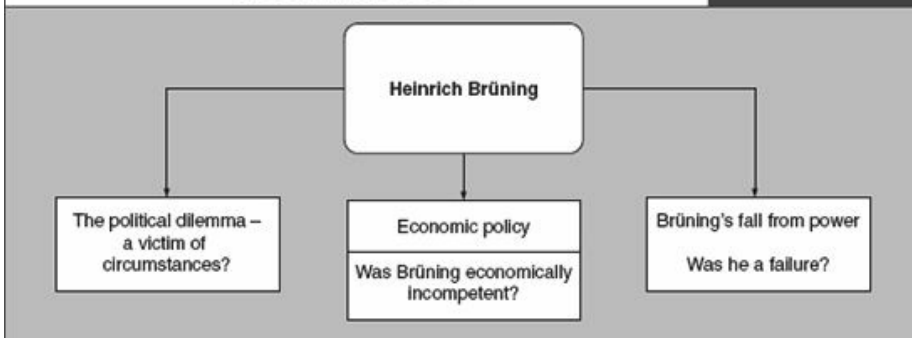 Heinrich Brüning
The political dilemma –
a victim of
circumstances?
Economic policy
Was Brüning economically
incompetent?
Brüning's fall from power
Was he a failure?